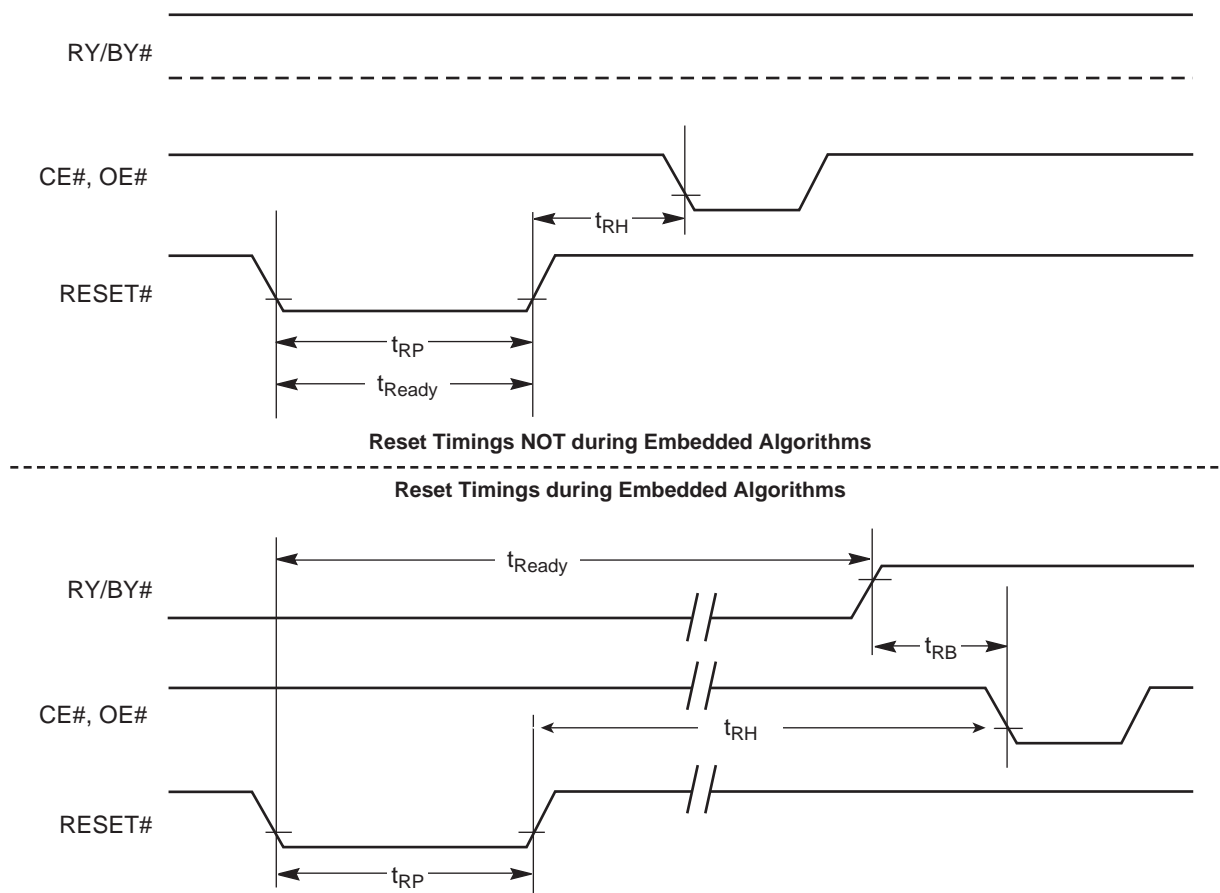 RY/BY#
CE#, OE#
tRH
RESET#
tRP
tReady
Reset Timings NOT during Embedded Algorithms
Reset Timings during Embedded Algorithms
tReady
RY/BY#
tRB
CE#, OE#
tRH
RESET#
tRP